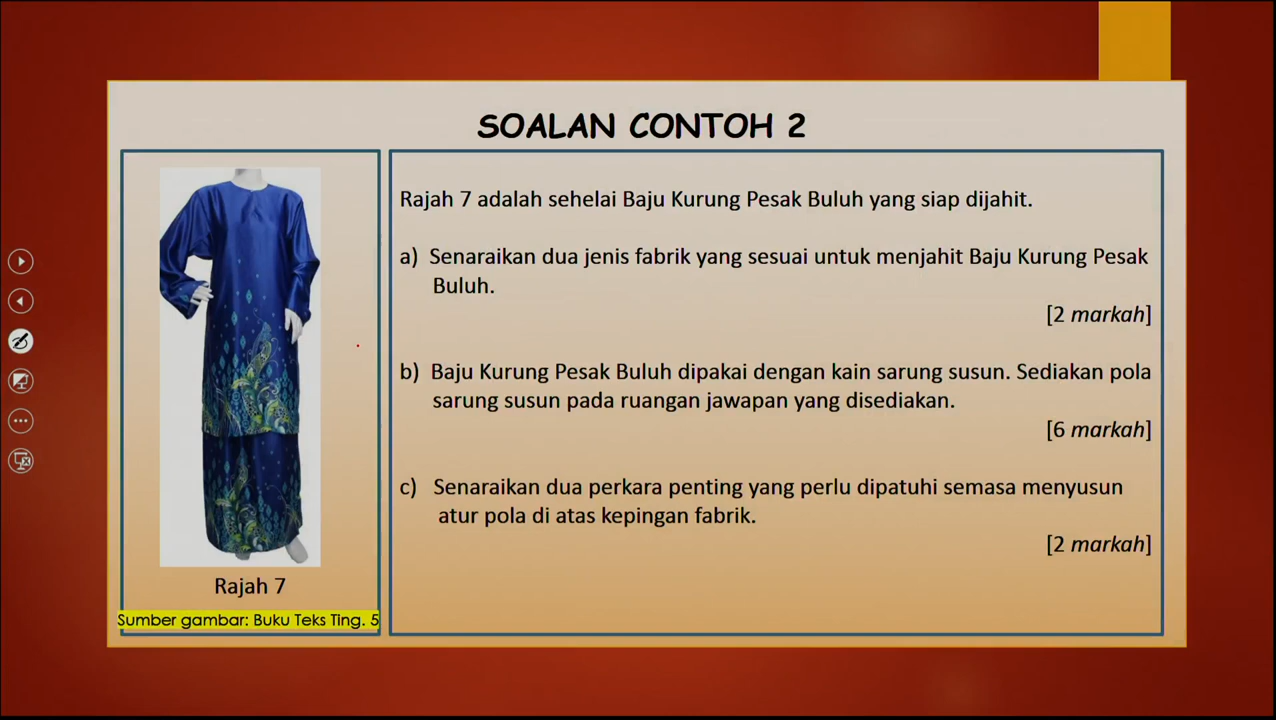 SOALAN CONTOH 2
Rajah 7
Sumber gambar: Buku Teks Ting. 5
Rajah 7 adalah sehelai Baju Kurung Pesak Buluh yang siap dijahit.
a) Senaraikan dua jenis fabrik yang sesuai untuk menjahit Baju Kurung Pesak
Buluh.
[2 markah]
b) Baju Kurung Pesak Buluh dipakai dengan kain sarung susun. Sediakan pola
sarung susun pada ruangan jawapan yang disediakan.
[6 markah]
c) Senaraikan dua perkara penting yang perlu dipatuhi semasa menyusun
atur pola di atas kepingan fabrik.
[2 markah]